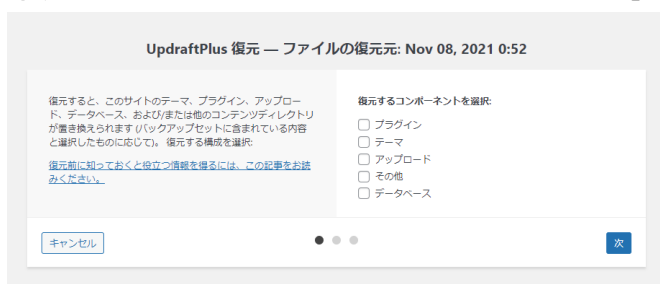 UpdraftPlus 復元 — ファイルの復元元: Nov 08, 2021 0:52
復元すると、このサイトのテーマ、プラグイン、アップロー
ド、データベース、および/または他のコンテンツディレクトリ
が置き換えられます (バックアップセットに含まれている内容
と選択したものに応じて)。 復元する構成を選択:
復元前に知っておくと役立つ情報を得るには、この記事をお読
みください。
復元するコンポーネントを選択:
プラグイン
テーマ
アップロード
その他
データベース
キャンセル
次